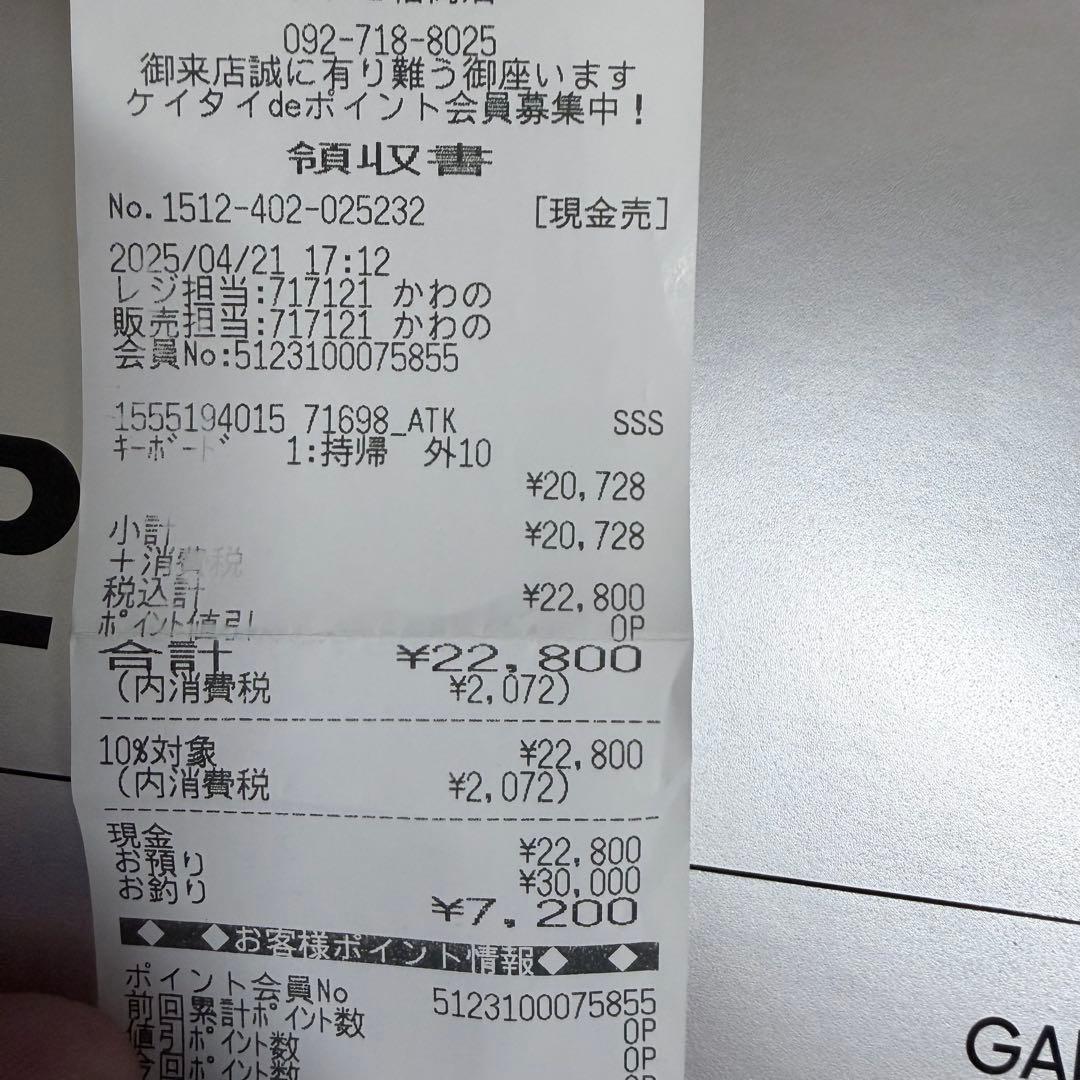 092-718-8025
御来店誠に有り難う御座います
ケイタイdeポイント会員募集中！
領収書
No.1512-402-025232 [現金売]
2025/04/21 17:12
レジ担当:717121 かわの
販売担当:717121 かわの
会員No:5123100075855
1555194015 71698_ATK SSS
ｷｰﾎﾞｰﾄﾞ 1:持帰 外10
¥20,728
小計 ¥20,728
＋消費税
税込計 ¥22,800
ﾎﾟｲﾝﾄ値引 0P
合計 ¥22,800
(内消費税 ¥2,072)
10%対象 ¥22,800
(内消費税 ¥2,072)
現金 ¥22,800
お預り ¥30,000
お釣り ¥7,200
◆ ◆お客様ポイント情報◆ ◆
ポイント会員No 5123100075855
前回累計ﾎﾟｲﾝﾄ数 0P
値引ﾎﾟｲﾝﾄ数 0P
今回ﾎﾟｲﾝﾄ数
GA